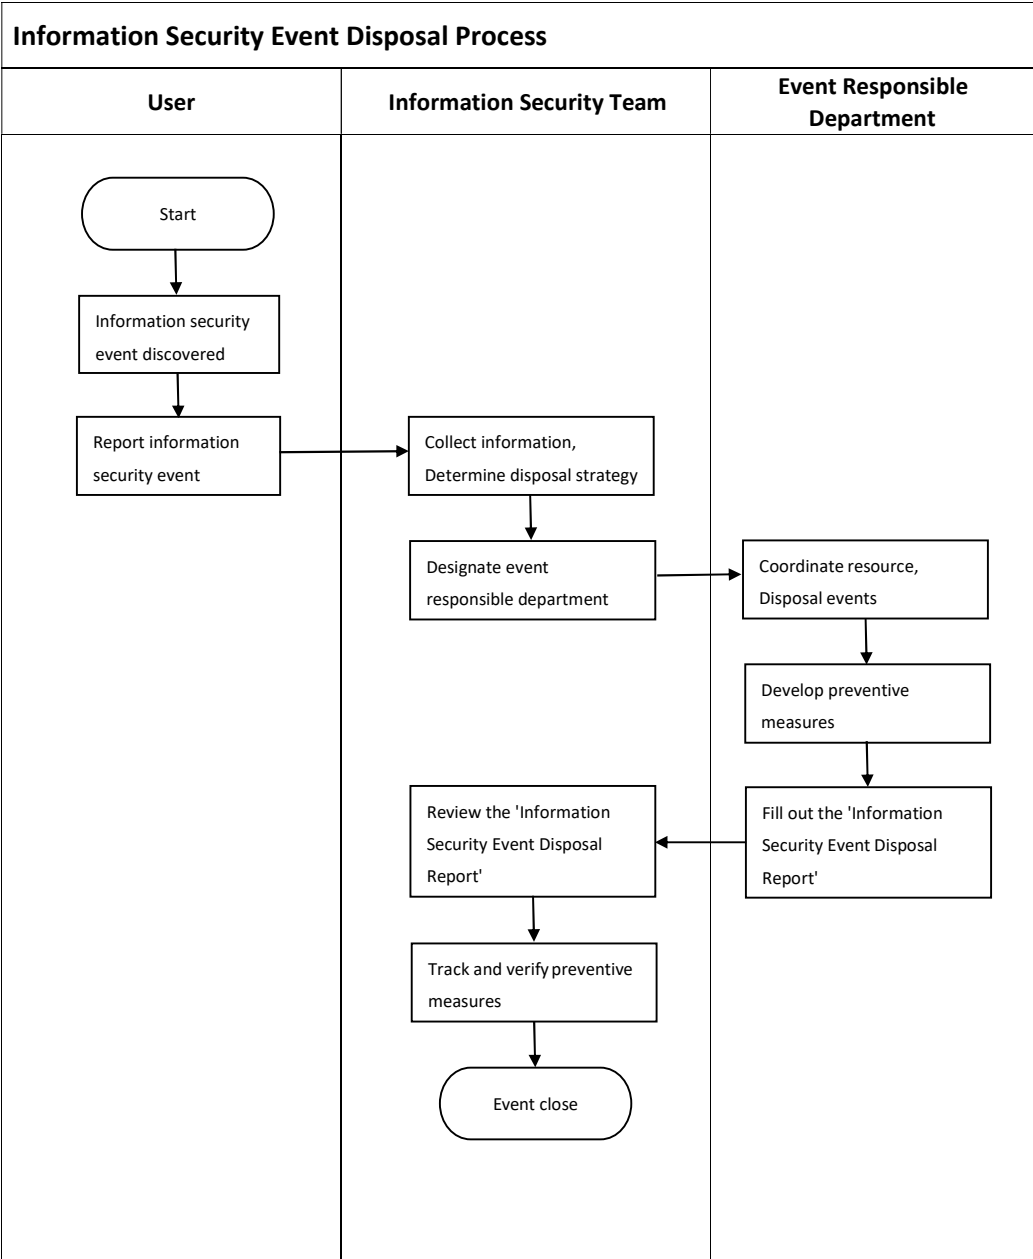 Information Security Event Disposal Process
User
Information Security Team
Event Responsible
Department
Start
Information security
event discovered
Report information
security event
Collect information,
Determine disposal strategy
Designate event
responsible department
Coordinate resource,
Disposal events
Develop preventive
measures
Fill out the 'Information
Security Event Disposal
Report'
Review the 'Information
Security Event Disposal
Report'
Track and verify preventive
measures
Event close